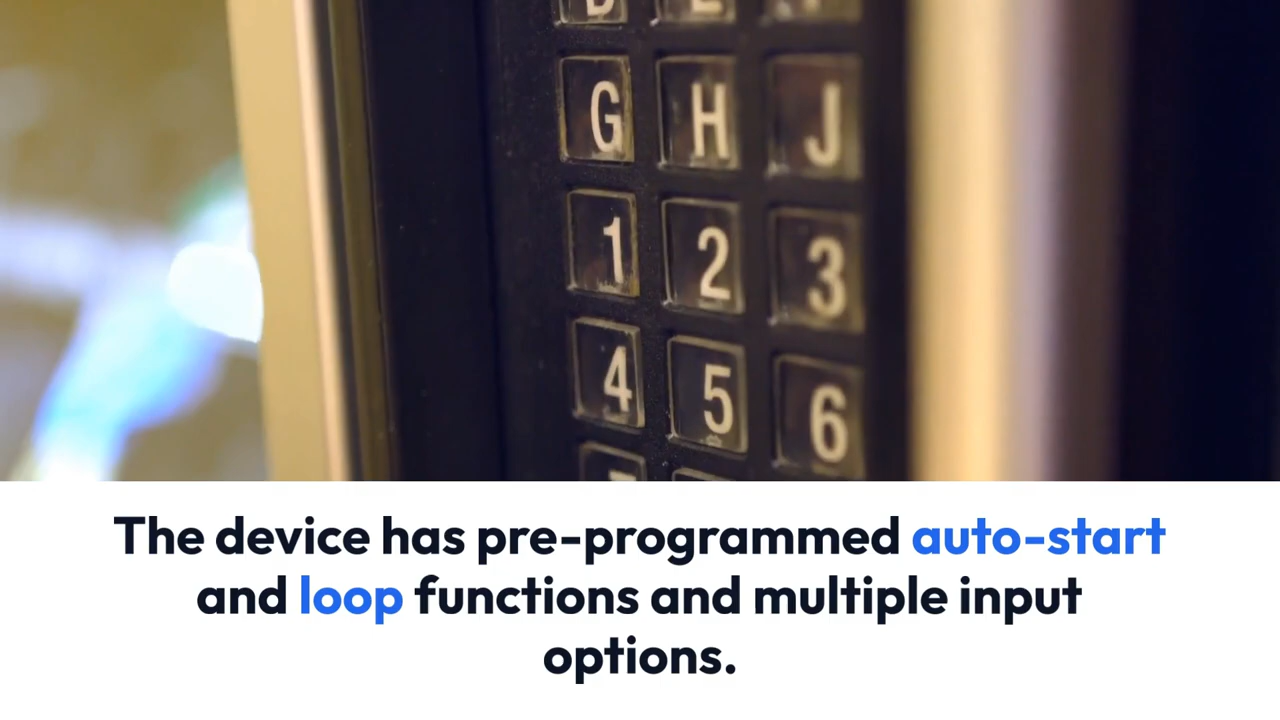 G H J
1 2 3
4 5 6
The device has pre-programmed auto-start
and loop functions and multiple input
options.